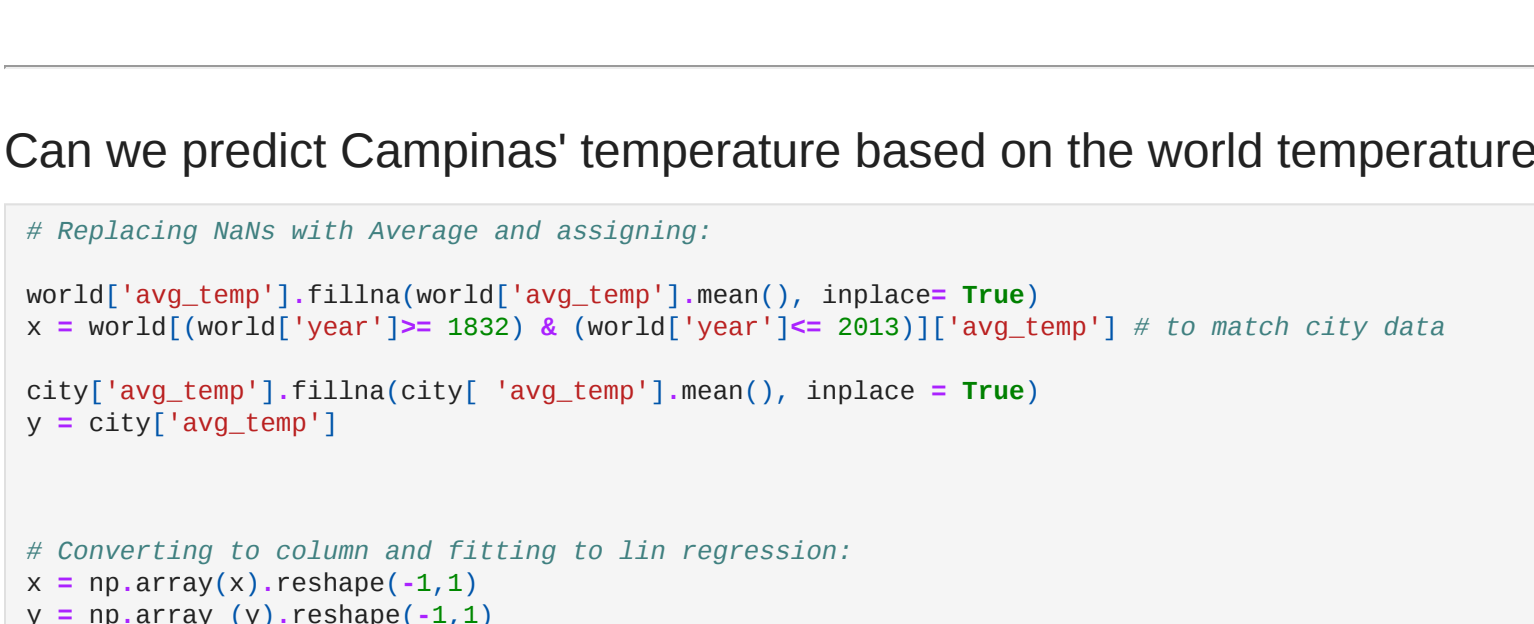 Can we predict Campinas' temperature based on the world temperature
# Replacing NaNs with Average and assigning:
world['avg_temp'].fillna(world['avg_temp'].mean(), inplace= True)
x = world[(world['year']>= 1832) & (world['year']<= 2013)]['avg_temp'] # to match city data
city['avg_temp'].fillna(city[ 'avg_temp'].mean(), inplace = True)
y = city['avg_temp']
# Converting to column and fitting to lin regression:
x = np.array(x).reshape(-1,1)
y = np.array (y).reshape(-1,1)